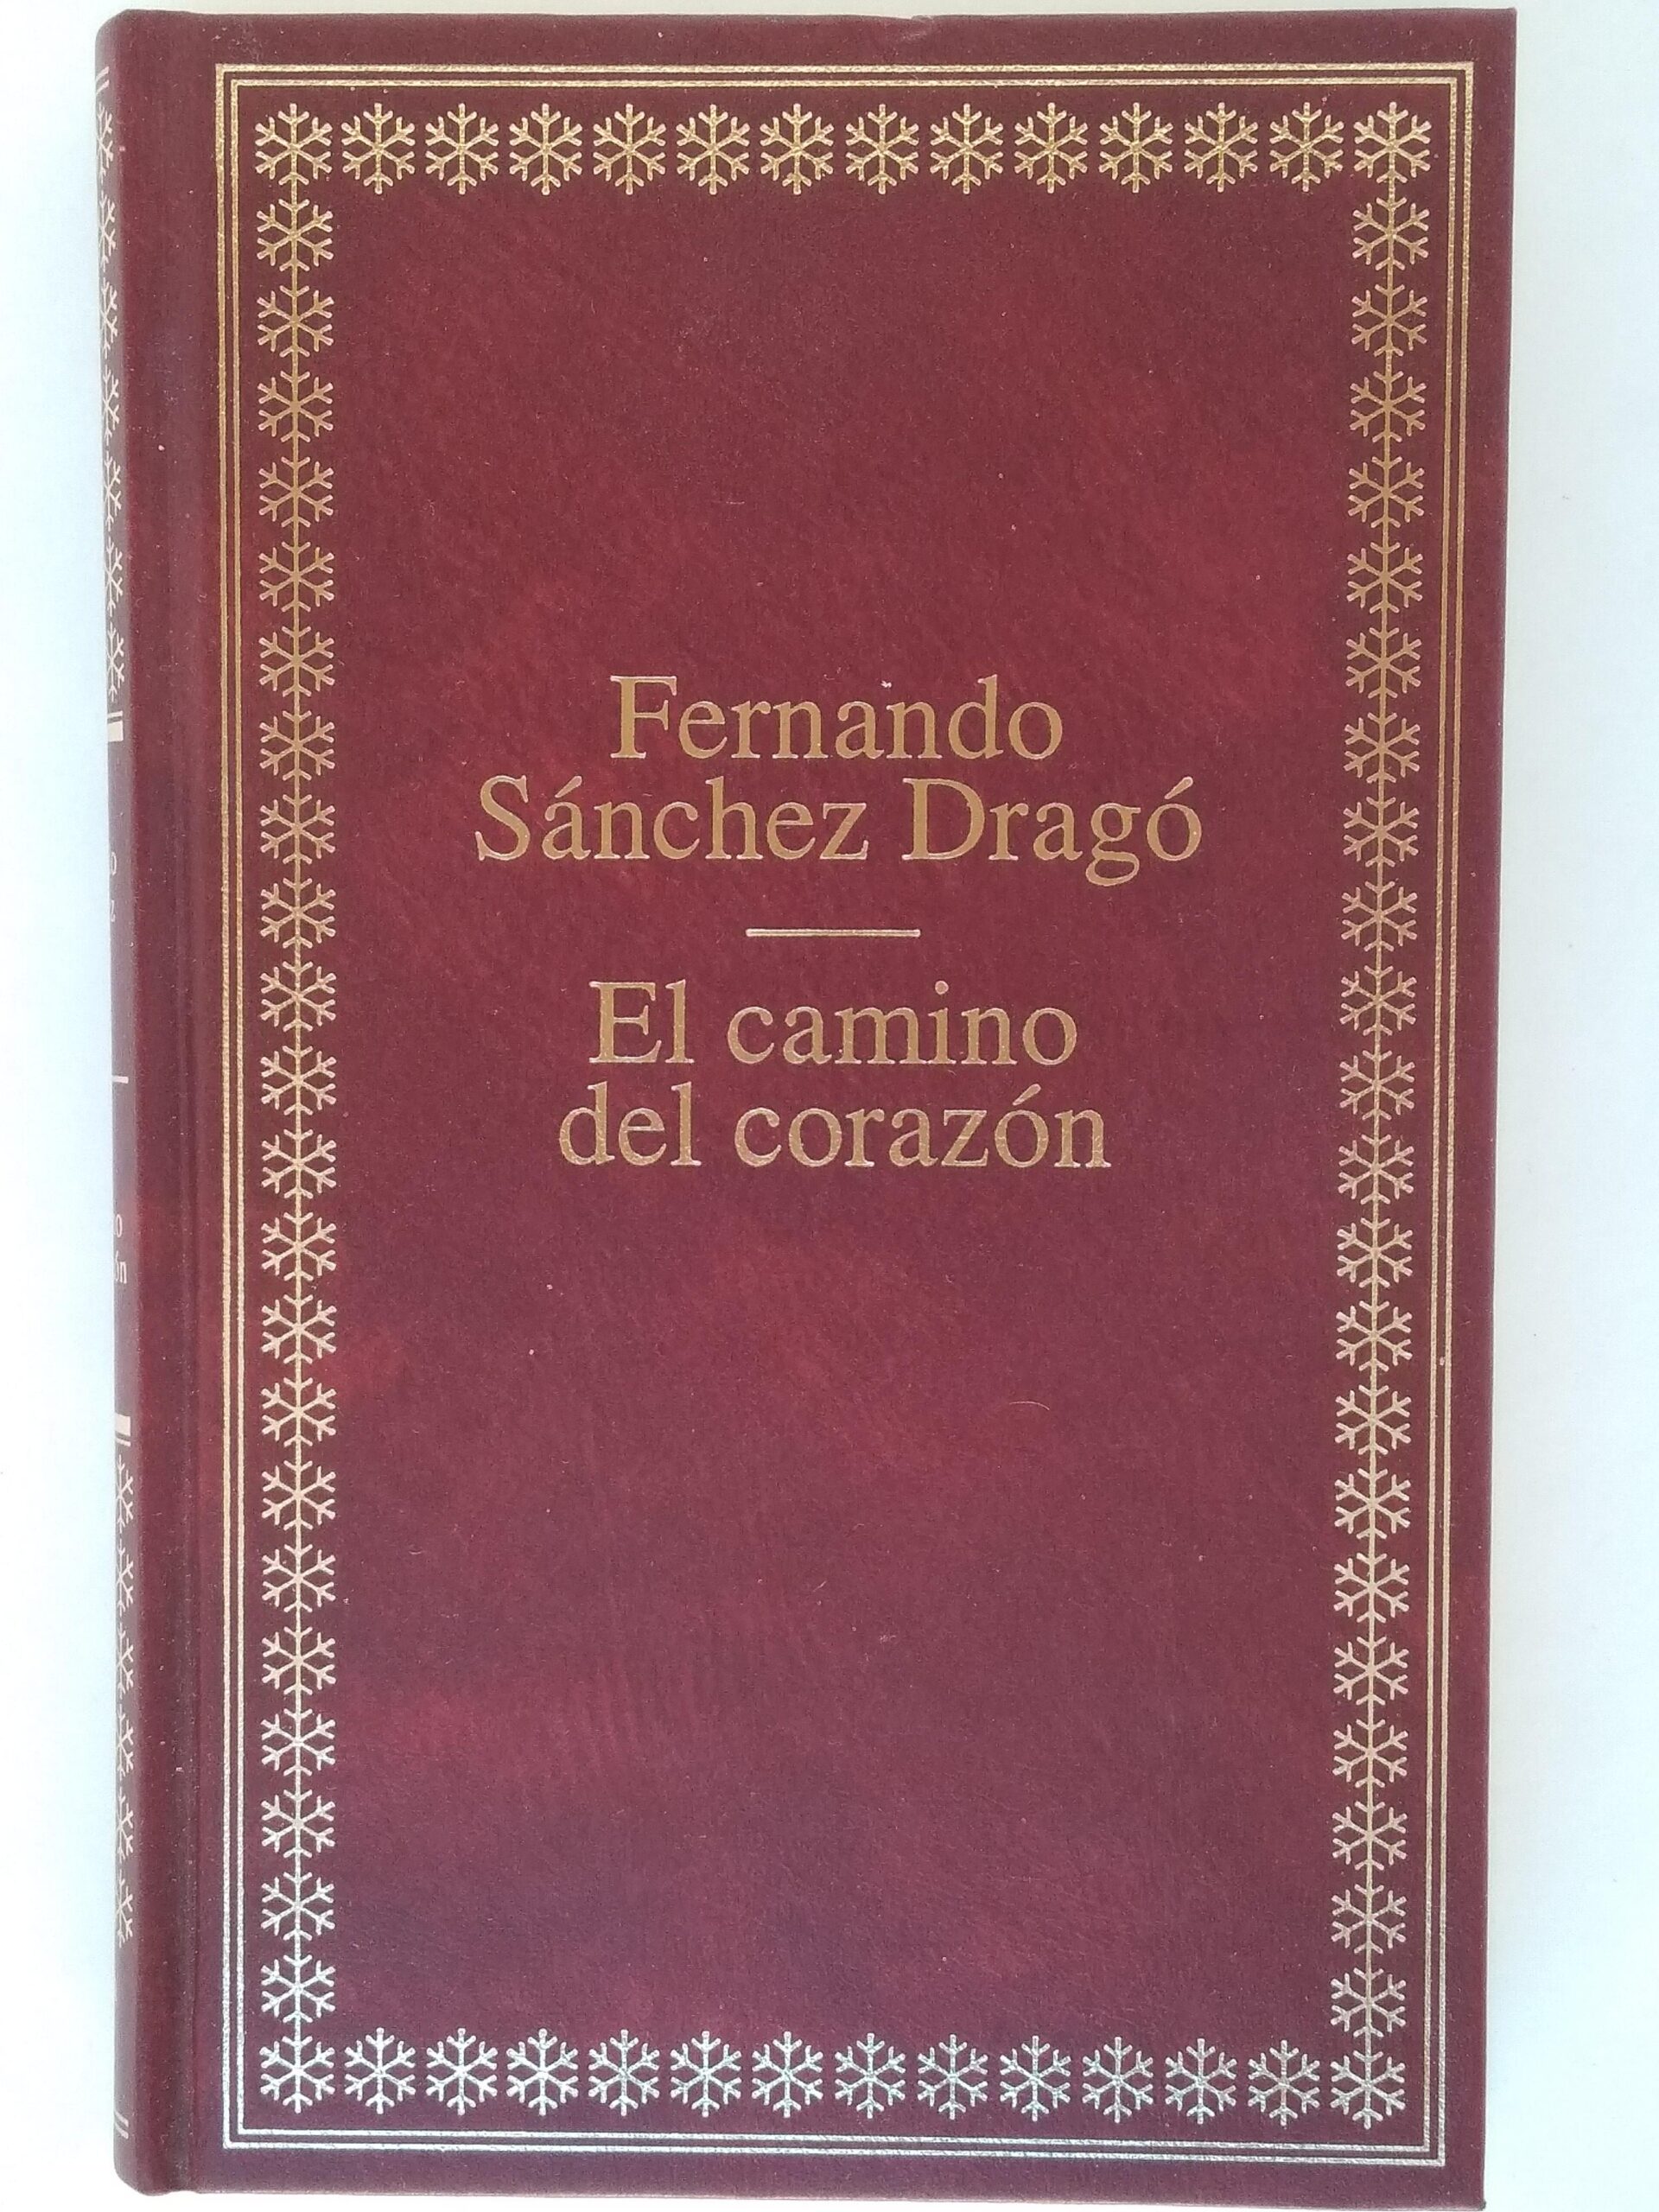 Fernando
Sánchez Dragó
El camino
del corazón